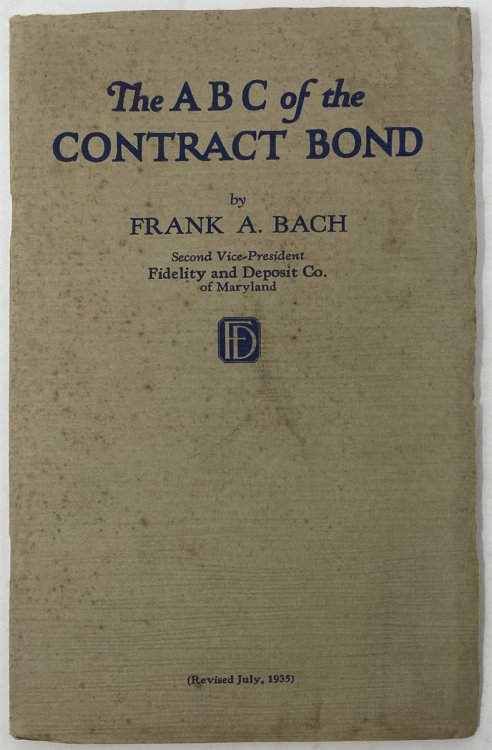 The A B C of the
CONTRACT BOND
by
FRANK A. BACH
Second Vice-President
Fidelity and Deposit Co.
of Maryland
FD
(Revised July, 1935)